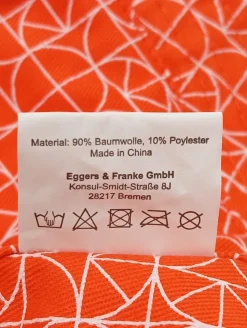 Material: 90% Baumwolle, 10% Poylester
Made in China
Eggers & Franke GmbH
Konsul-Smidt-Straße 8J
28217 Bremen